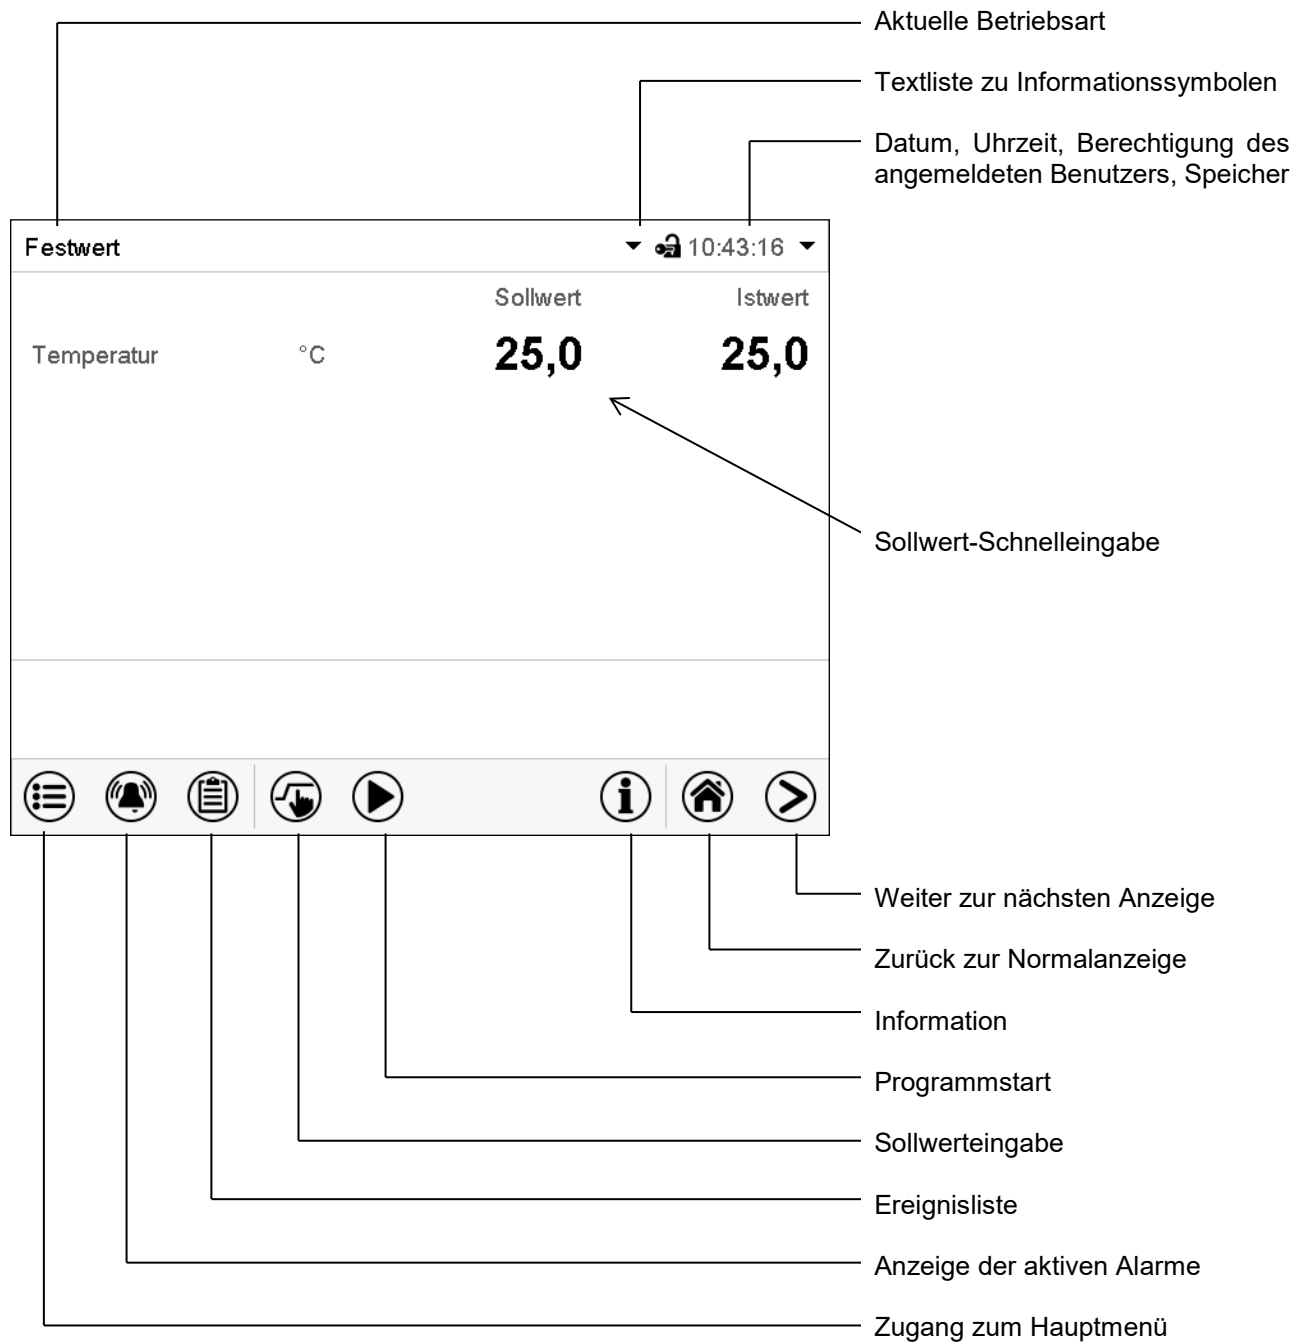 Aktuelle Betriebsart
Textliste zu Informationssymbolen
Datum, Uhrzeit, Berechtigung des
angemeldeten Benutzers, Speicher
Festwert 10:43:16
Sollwert Istwert
Temperatur °C 25,0 25,0
Sollwert-Schnelleingabe
Weiter zur nächsten Anzeige
Zurück zur Normalanzeige
Information
Programmstart
Sollwerteingabe
Ereignisliste
Anzeige der aktiven Alarme
Zugang zum Hauptmenü